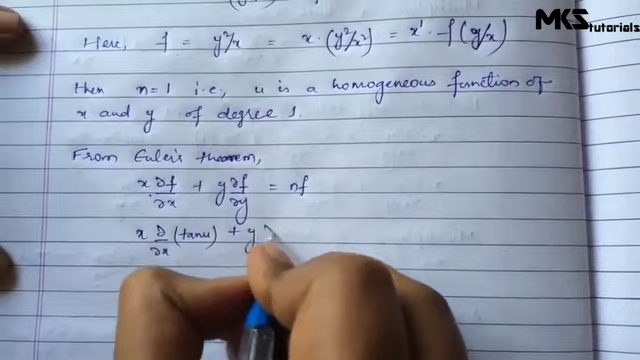 MKS tutorials
Here, f = y²/x = x · (y²/x²) = x¹ · f(y/x)
then n=1 i.e., u is a homogeneous function of
x and y of degree 1.
From Euler's theorem,
x ∂f/∂x + y ∂f/∂y = nf
x ∂/∂x (tanu) + y